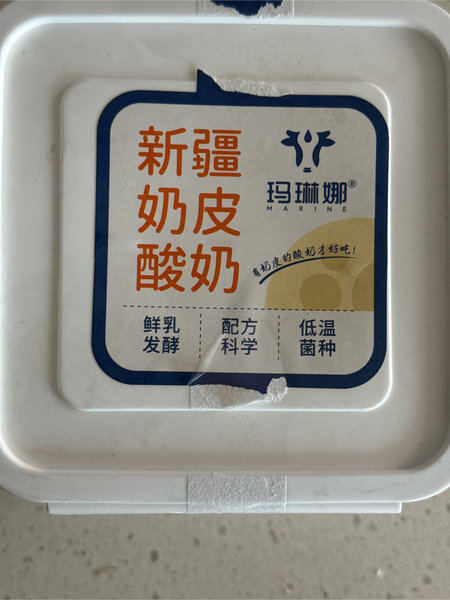 新疆
奶皮
酸奶
玛琳娜®
MARINE
有奶皮的酸奶才好吃!
鲜乳
发酵
配方
科学
低温
菌种